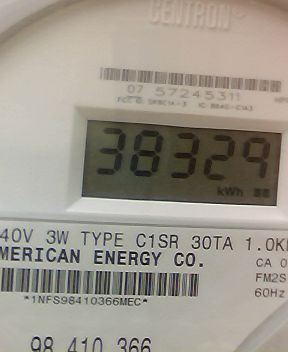 CENTRON
07 57245311
38329
kWh
40V 3W TYPE C1SR 30TA 1.0K
MERICAN ENERGY CO.
CA 0
FM2S
60Hz
*1NFS98410366MEC*
98 410 366